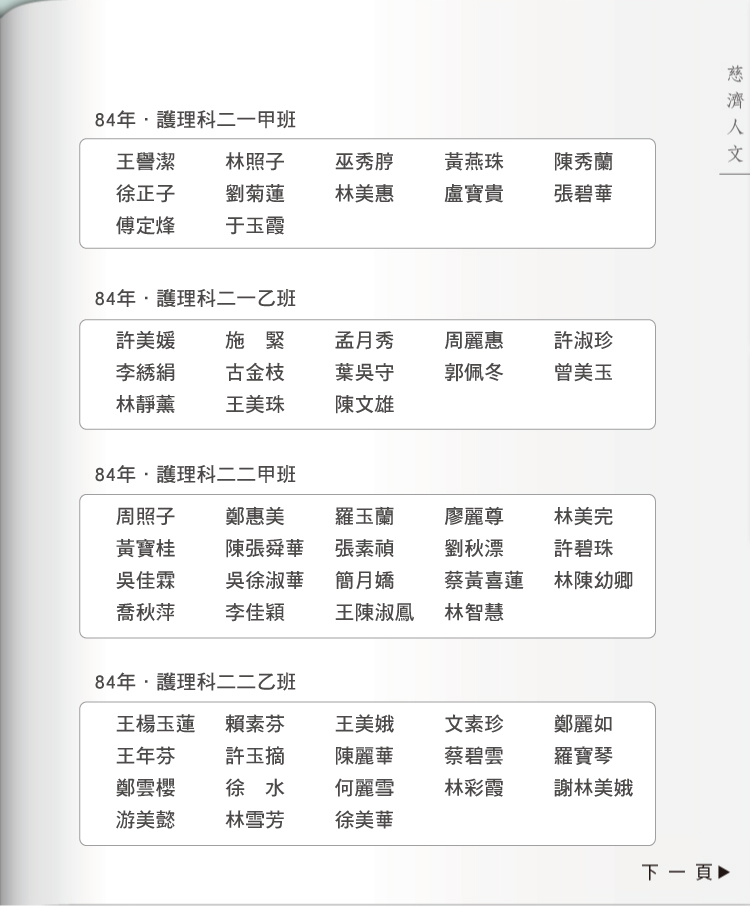 慈濟人文
84年・護理科二一甲班
王譽潔 林照子 巫秀脝 黃燕珠 陳秀蘭
徐正子 劉菊蓮 林美惠 盧寶貴 張碧華
傅定烽 于玉霞
84年・護理科二一乙班
許美媛 施　緊 孟月秀 周麗惠 許淑珍
李綉絹 古金枝 葉吳守 郭佩冬 曾美玉
林靜薰 王美珠 陳文雄
84年・護理科二二甲班
周照子 鄭惠美 羅玉蘭 廖麗尊 林美完
黃寶桂 陳張舜華 張素禎 劉秋漂 許碧珠
吳佳霖 吳徐淑華 簡月嬌 蔡黃喜蓮 林陳幼卿
喬秋萍 李佳穎 王陳淑鳳 林智慧
84年・護理科二二乙班
王楊玉蓮 賴素芬 王美娥 文素珍 鄭麗如
王年芬 許玉摘 陳麗華 蔡碧雲 羅寶琴
鄭雲櫻 徐　水 何麗雪 林彩霞 謝林美娥
游美懿 林雪芳 徐美華
下一頁▶